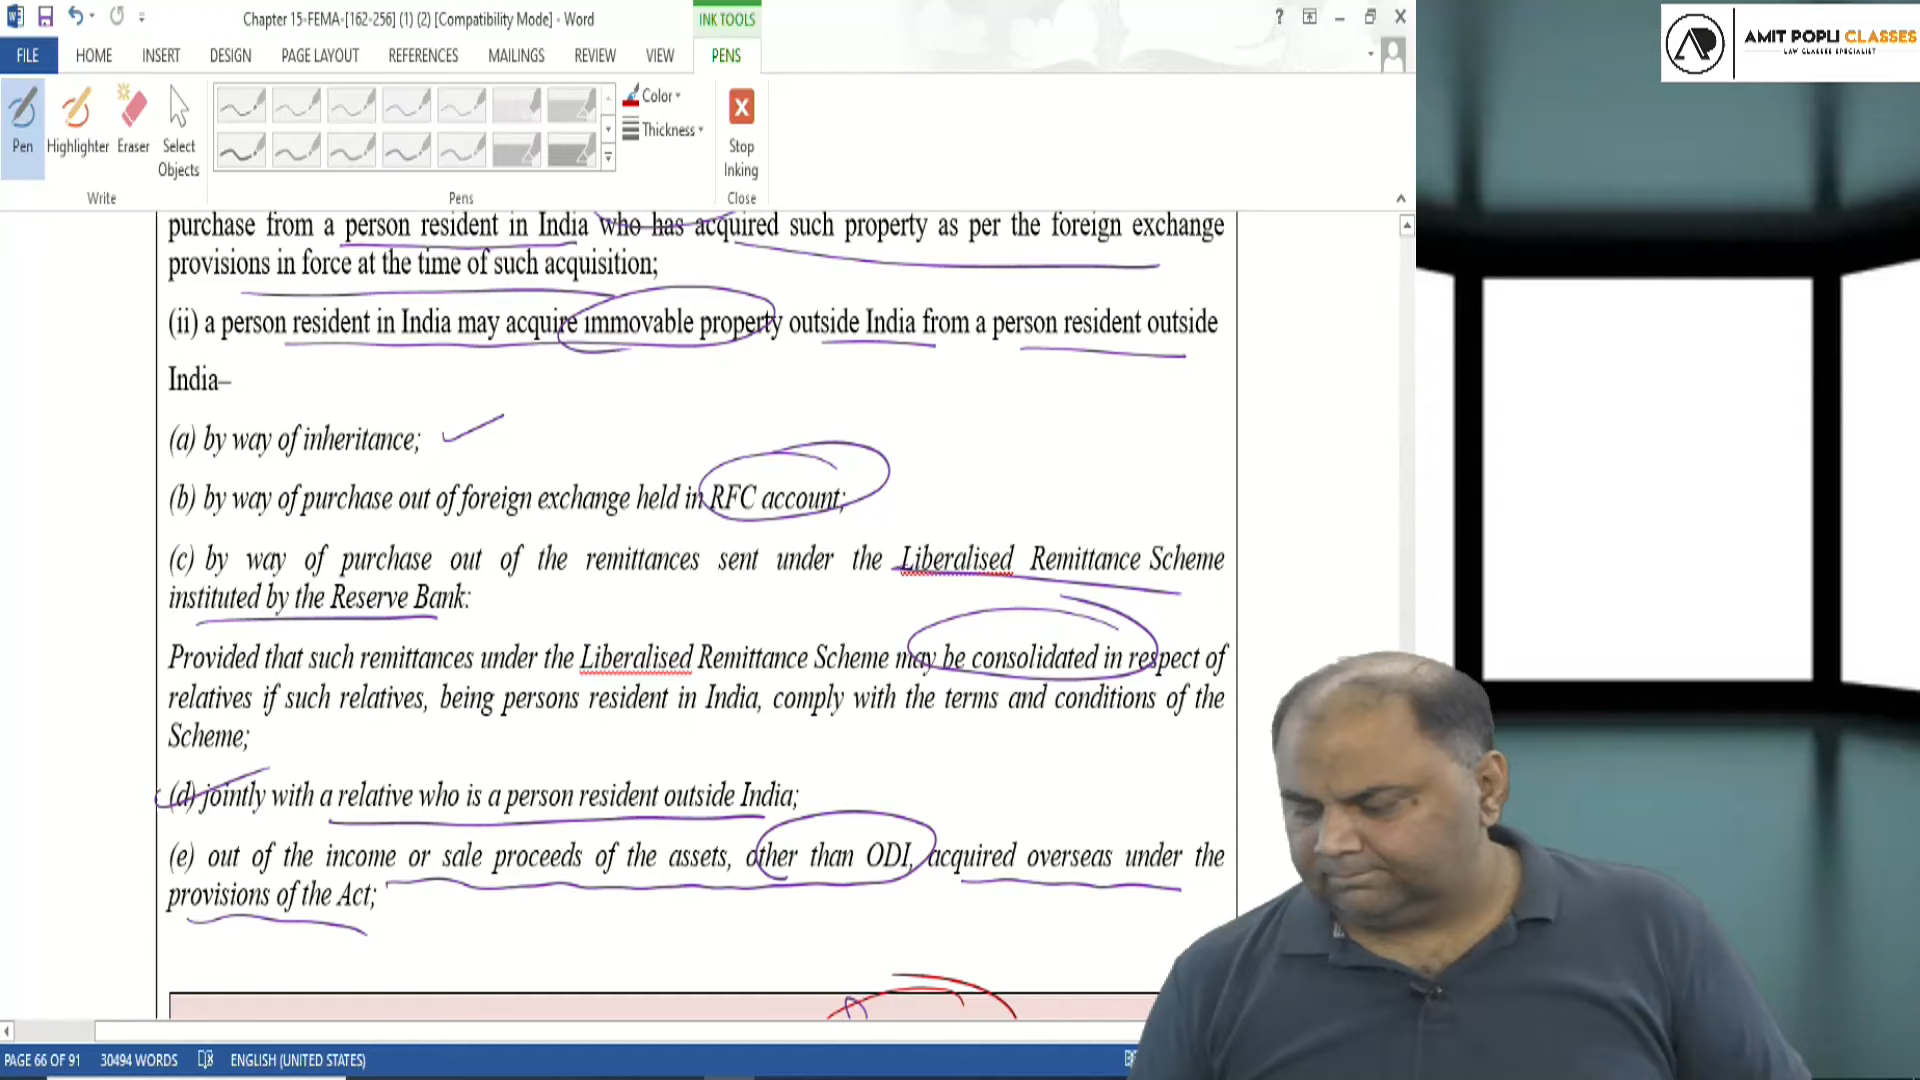 Chapter 15-FEMA-[162-256] (1) (2) [Compatibility Mode] - Word
INK TOOLS
?
AMIT POPLI CLASSES
LAW CLASSES SPECIALIST
FILE HOME INSERT DESIGN PAGE LAYOUT REFERENCES MAILINGS REVIEW VIEW PENS
Color
Thickness
Pen Highlighter Eraser Select Objects
Stop Inking
Write Pens Close
purchase from a person resident in India who has acquired such property as per the foreign exchange
provisions in force at the time of such acquisition;
(ii) a person resident in India may acquire immovable property outside India from a person resident outside
India–
(a) by way of inheritance;
(b) by way of purchase out of foreign exchange held in RFC account;
(c) by way of purchase out of the remittances sent under the Liberalised Remittance Scheme
instituted by the Reserve Bank:
Provided that such remittances under the Liberalised Remittance Scheme may be consolidated in respect of
relatives if such relatives, being persons resident in India, comply with the terms and conditions of the
Scheme;
(d) jointly with a relative who is a person resident outside India;
(e) out of the income or sale proceeds of the assets, other than ODI, acquired overseas under the
provisions of the Act;
PAGE 66 OF 91 30494 WORDS ENGLISH (UNITED STATES)